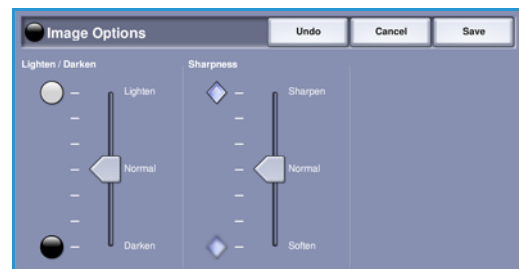 Image Options Undo Cancel Save
Lighten / Darken Sharpness
Lighten Sharpen
Normal Normal
Darken Soften